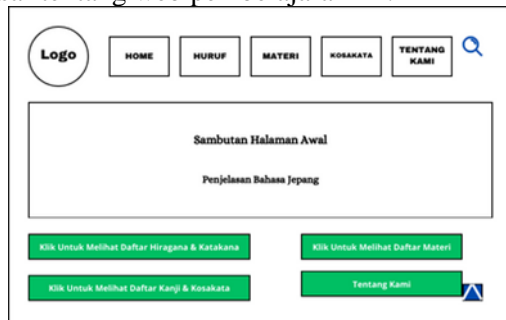 Logo
HOME
HURUF
MATERI
KOSAKATA
TENTANG
KAMI
Sambutan Halaman Awal
Penjelasan Bahasa Jepang
Klik Untuk Melihat Daftar Hiragana & Katakana
Klik Untuk Melihat Daftar Materi
Klik Untuk Melihat Daftar Kanji & Kosakata
Tentang Kami